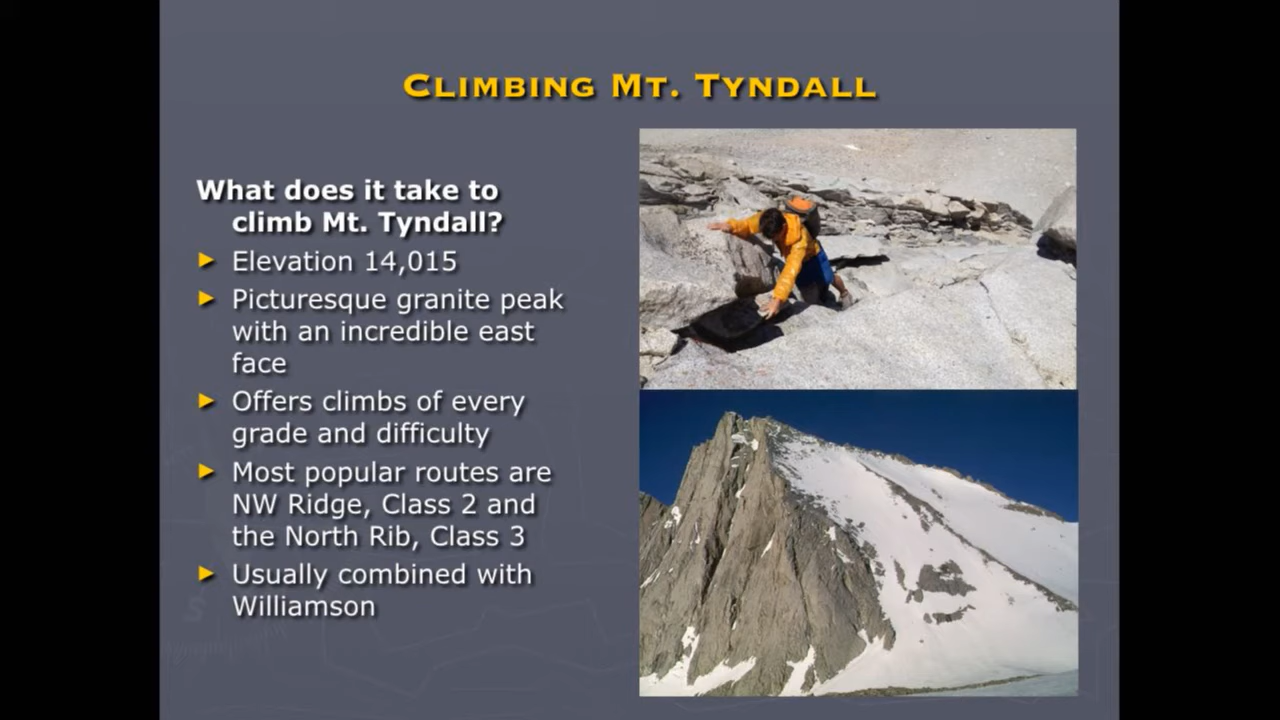 Climbing Mt. Tyndall
What does it take to
climb Mt. Tyndall?
► Elevation 14,015
► Picturesque granite peak
with an incredible east
face
► Offers climbs of every
grade and difficulty
► Most popular routes are
NW Ridge, Class 2 and
the North Rib, Class 3
► Usually combined with
Williamson